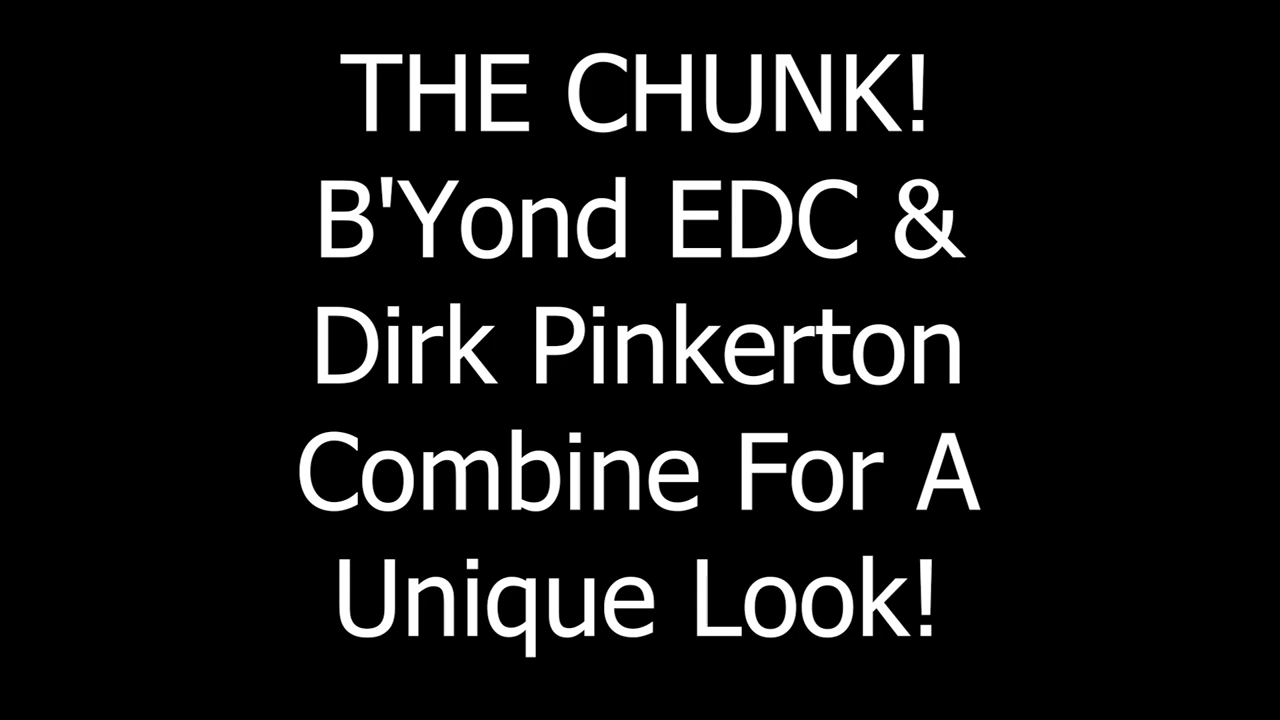 THE CHUNK!
B'Yond EDC &
Dirk Pinkerton
Combine For A
Unique Look!